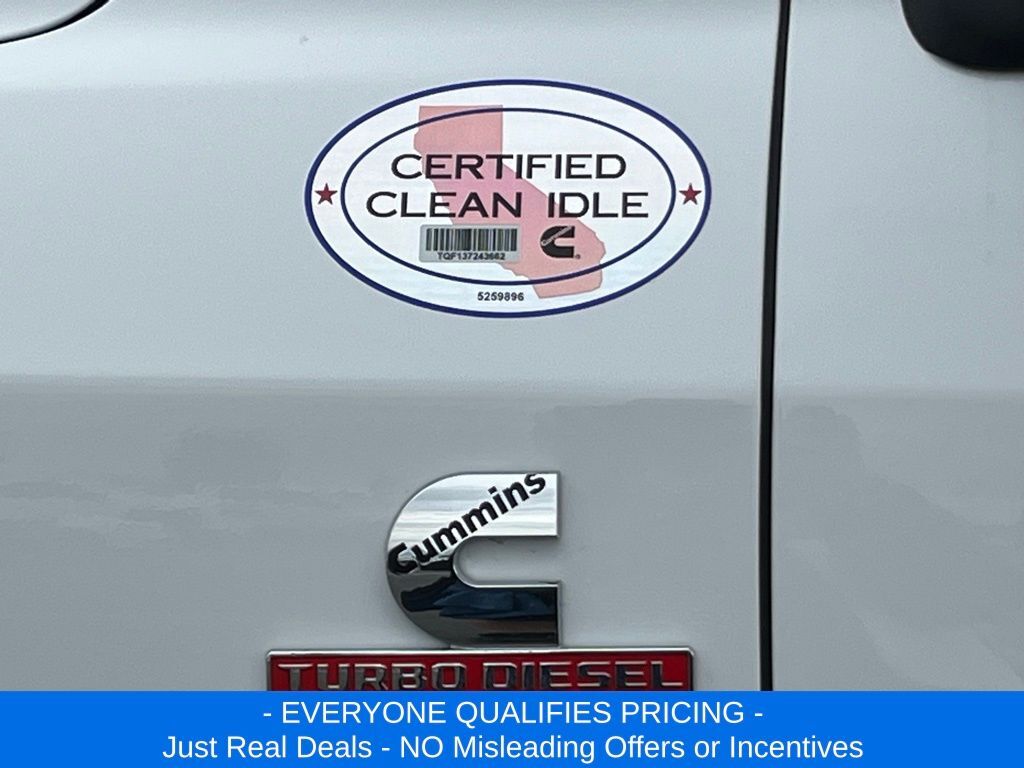 CERTIFIED
CLEAN IDLE
TQF137243662
5259896
Cummins
TURBO DIESEL
- EVERYONE QUALIFIES PRICING -
Just Real Deals - NO Misleading Offers or Incentives